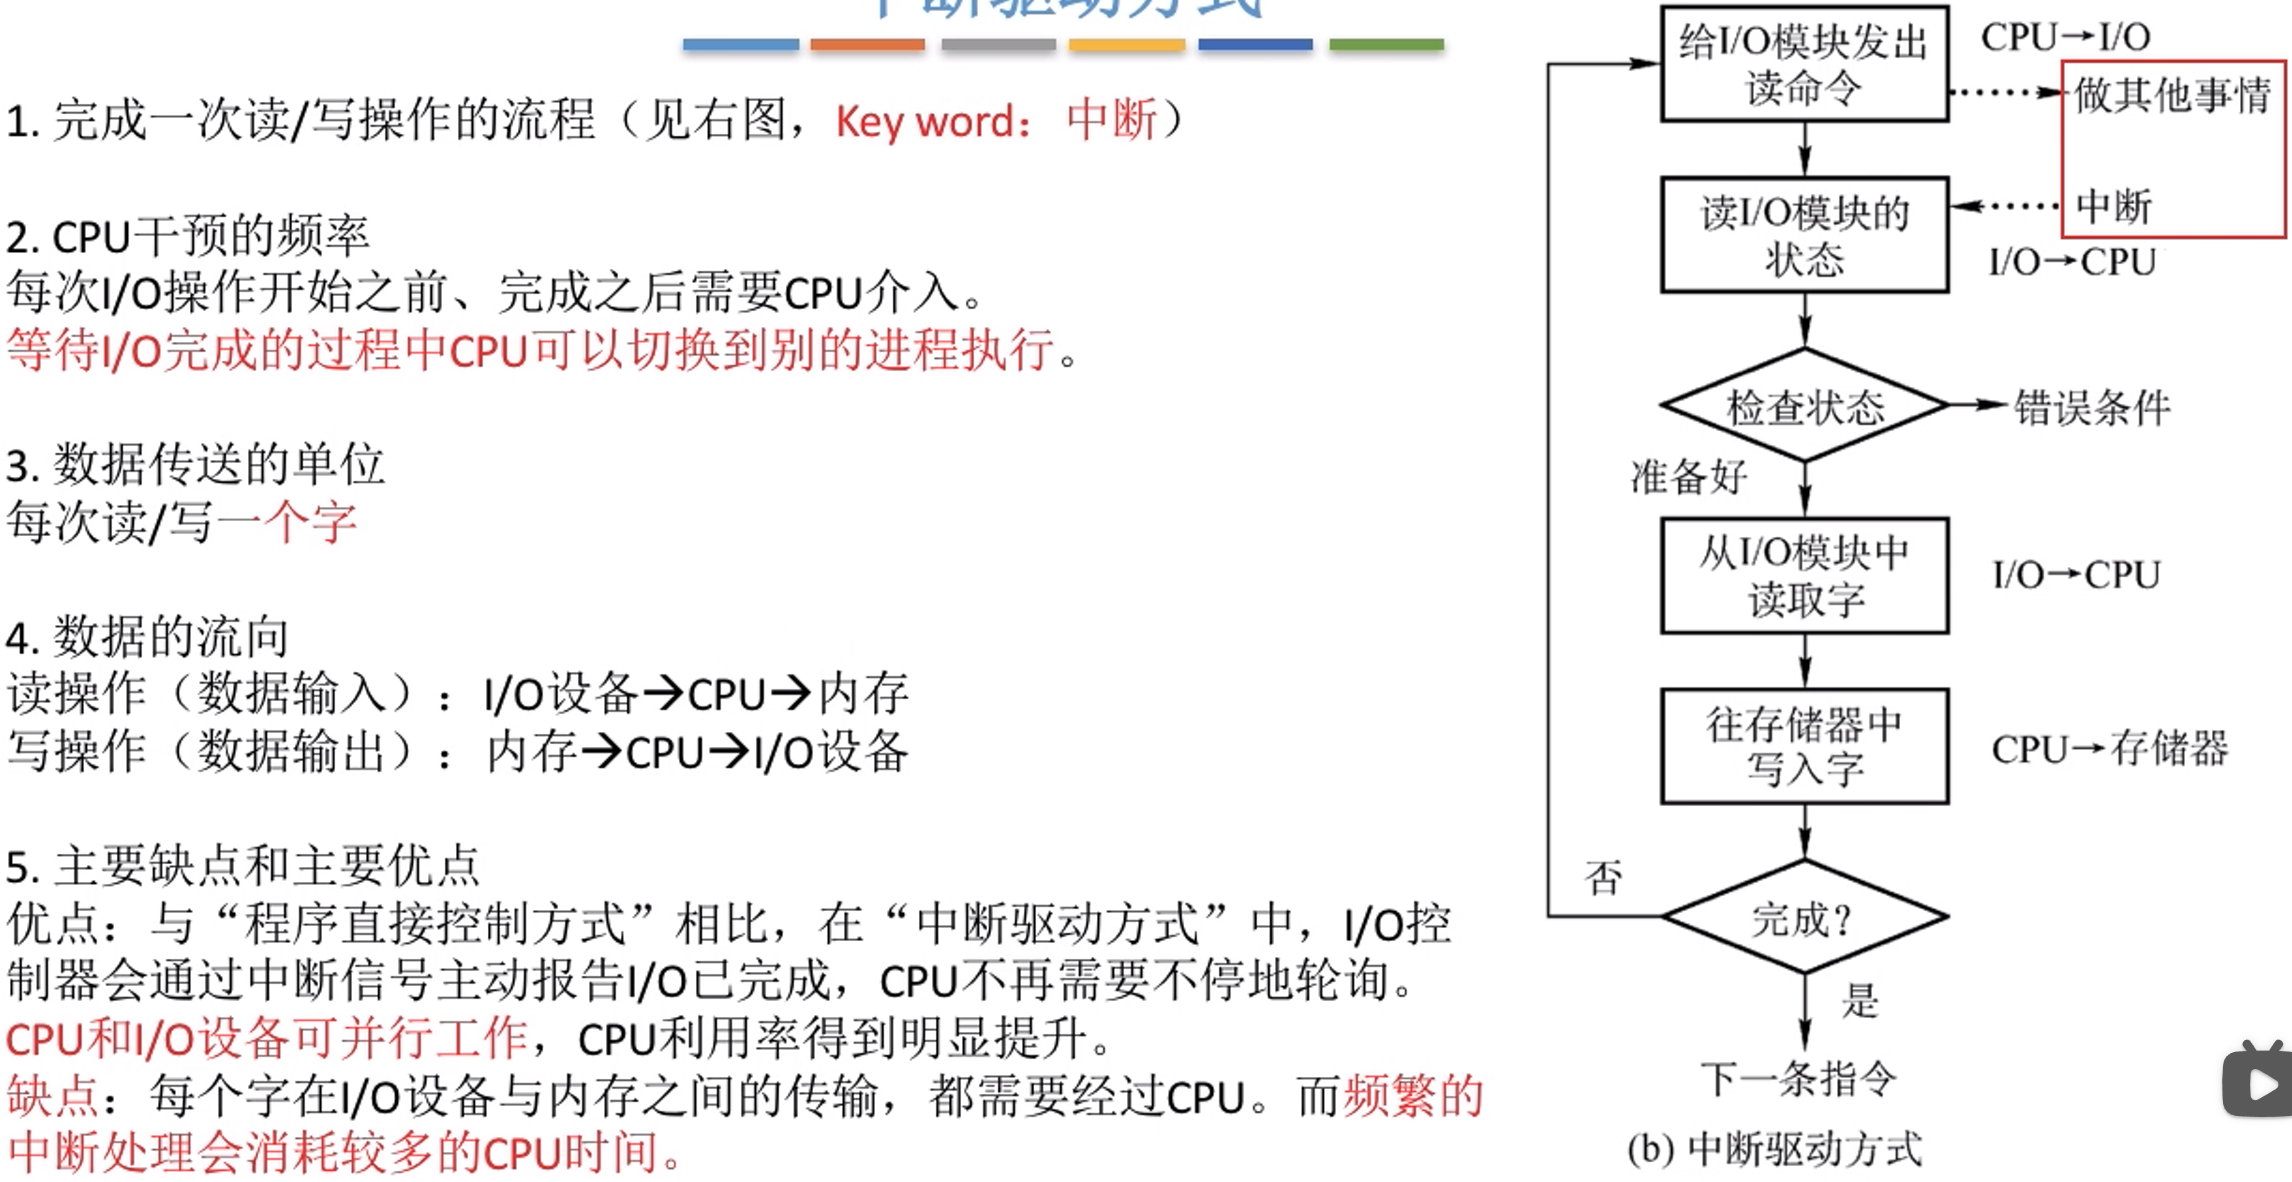 中断驱动方式
1. 完成一次读/写操作的流程（见右图，Key word：中断）
2. CPU干预的频率
每次I/O操作开始之前、完成之后需要CPU介入。
等待I/O完成的过程中CPU可以切换到别的进程执行。
3. 数据传送的单位
每次读/写一个字
4. 数据的流向
读操作（数据输入）：I/O设备→CPU→内存
写操作（数据输出）：内存→CPU→I/O设备
5. 主要缺点和主要优点
优点：与“程序直接控制方式”相比，在“中断驱动方式”中，I/O控
制器会通过中断信号主动报告I/O已完成，CPU不再需要不停地轮询。
CPU和I/O设备可并行工作，CPU利用率得到明显提升。
缺点：每个字在I/O设备与内存之间的传输，都需要经过CPU。而频繁的
中断处理会消耗较多的CPU时间。
给I/O模块发出
读命令
CPU→I/O
做其他事情
读I/O模块的
状态
中断
I/O→CPU
检查状态
错误条件
准备好
从I/O模块中
读取字
I/O→CPU
往存储器中
写入字
CPU→存储器
否
完成？
是
下一条指令
(b) 中断驱动方式